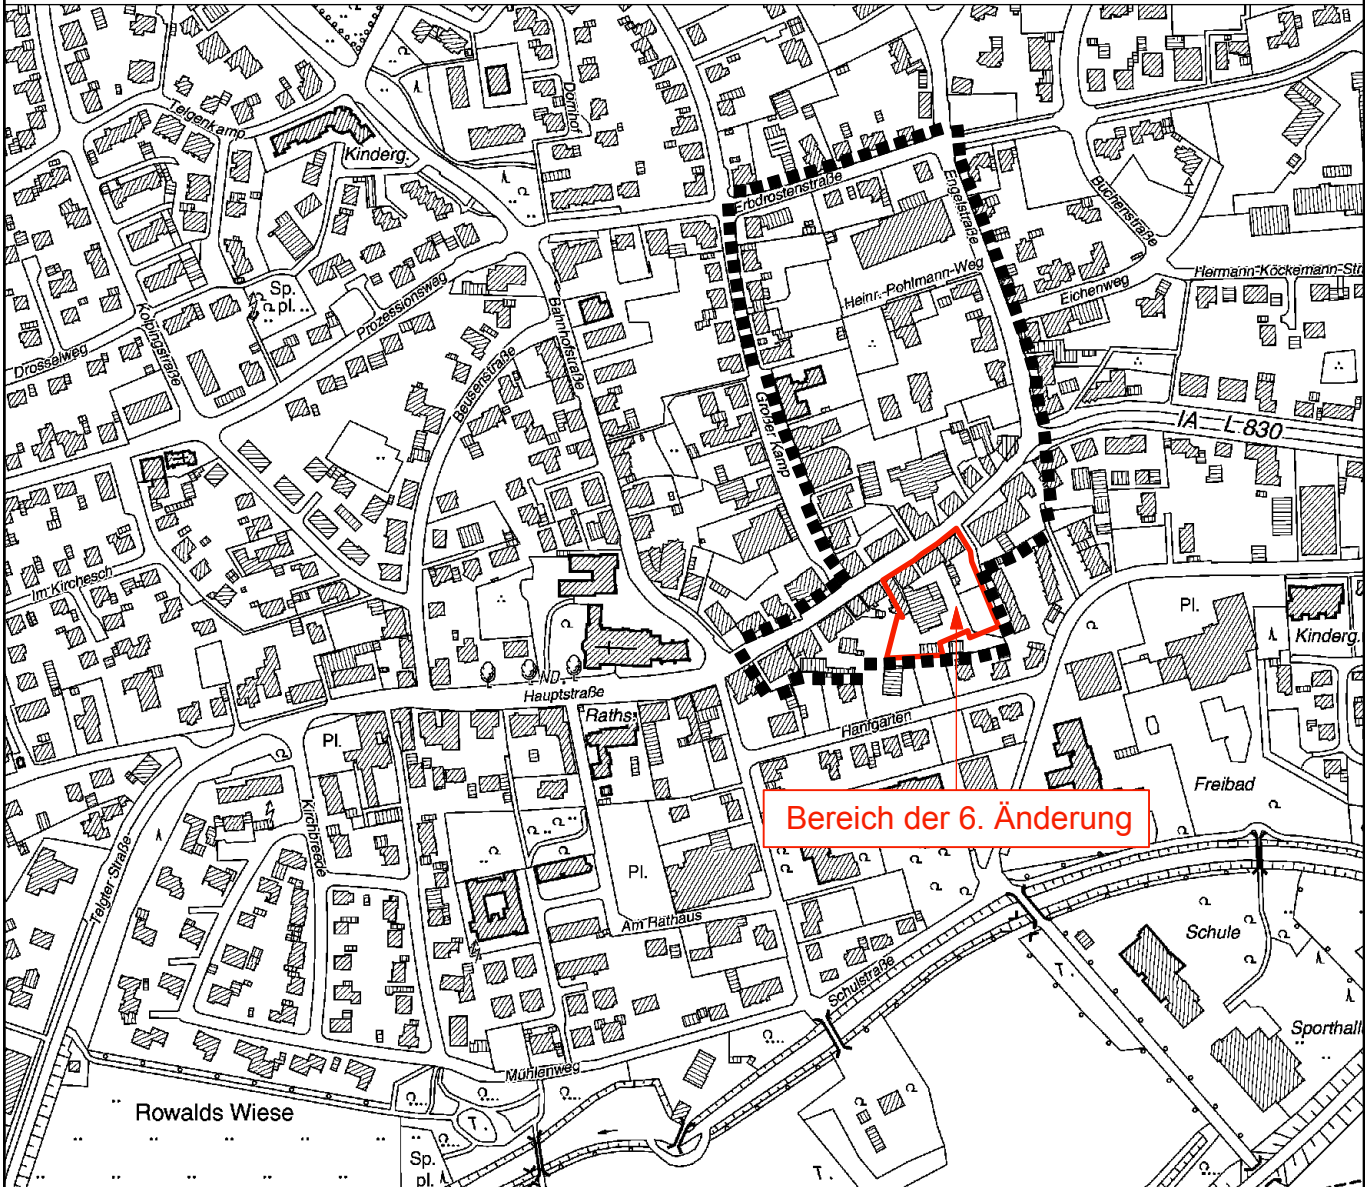 Telgenkamp
Dornhof
Kinderg.
Erbdrostenstraße
Engelstraße
Buchenstraße
Hermann-Köckemann-Str
Heinr.-Pohlmann-Weg
Eichenweg
Sp.
pl.
Prozessionsweg
Kolpingstraße
Drosselweg
Bahnhofstraße
Beusenstraße
Großer Kamp
IA L 830
Im Kirchesch
Pl.
Kinderg.
ND.
Hauptstraße
Raths.
Hanfgarten
Pl.
Freibad
Bereich der 6. Änderung
Kirchbreede
Telgter Straße
Pl.
Am Rathaus
Schule
Schulstraße
T.
Sporthall
Mühlenweg
Rowalds Wiese
T.
Sp.
pl.
T.